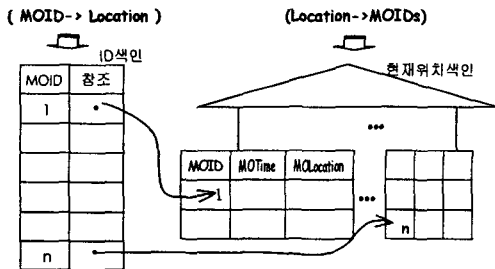 ( MOID-> Location )
(Location->MOIDs)
ID색인
현재위치색인
MOID 참조
1
...
MOID MOTime MOLocation
1
...
n
n